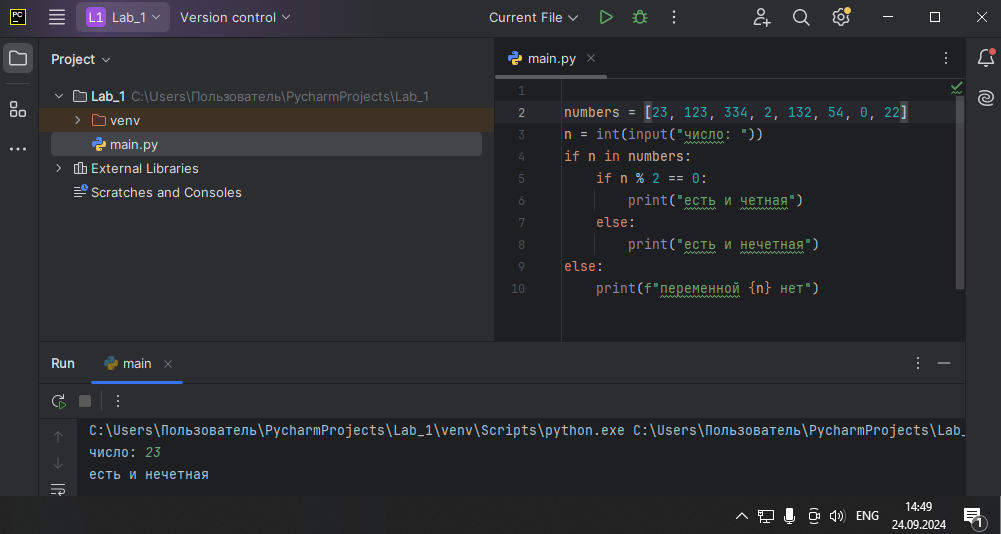 PC
L1 Lab_1 Version control Current File
Project
main.py
Lab_1 C:\Users\Пользователь\PycharmProjects\Lab_1
venv
main.py
External Libraries
Scratches and Consoles
1
2 numbers = [23, 123, 334, 2, 132, 54, 0, 22]
3 n = int(input("число: "))
4 if n in numbers:
5 if n % 2 == 0:
6 print("есть и четная")
7 else:
8 print("есть и нечетная")
9 else:
10 print(f"переменной {n} нет")
Run main
C:\Users\Пользователь\PycharmProjects\Lab_1\venv\Scripts\python.exe C:\Users\Пользователь\PycharmProjects\Lab_
число: 23
есть и нечетная
ENG
14:49
24.09.2024
1